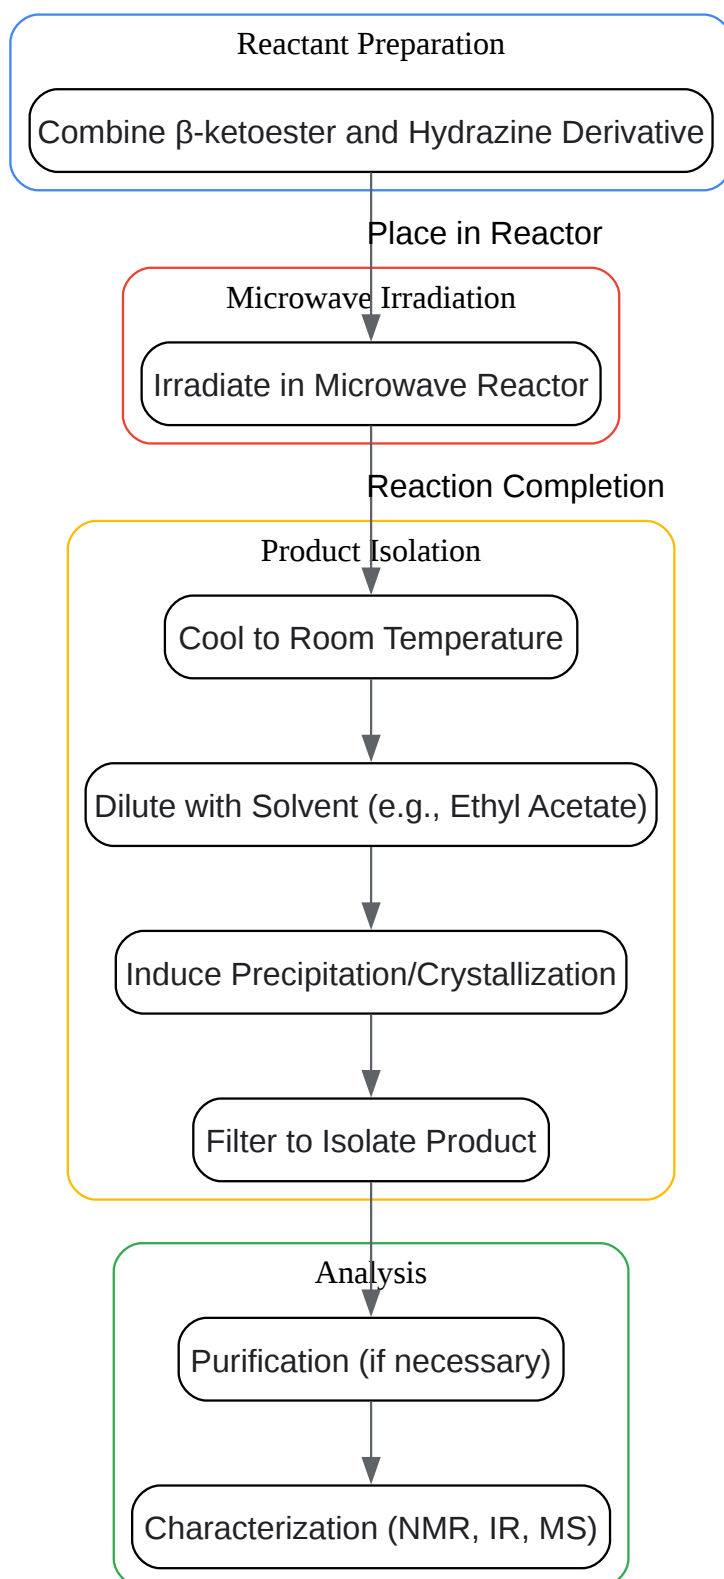 Reactant Preparation
Combine β-ketoester and Hydrazine Derivative
Place in Reactor
Microwave Irradiation
Irradiate in Microwave Reactor
Reaction Completion
Product Isolation
Cool to Room Temperature
Dilute with Solvent (e.g., Ethyl Acetate)
Induce Precipitation/Crystallization
Filter to Isolate Product
Analysis
Purification (if necessary)
Characterization (NMR, IR, MS)